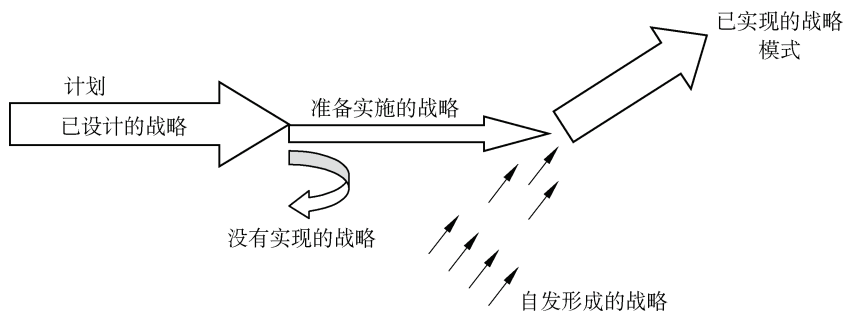 已实现的战略
模式
计划
已设计的战略
准备实施的战略
没有实现的战略
自发形成的战略